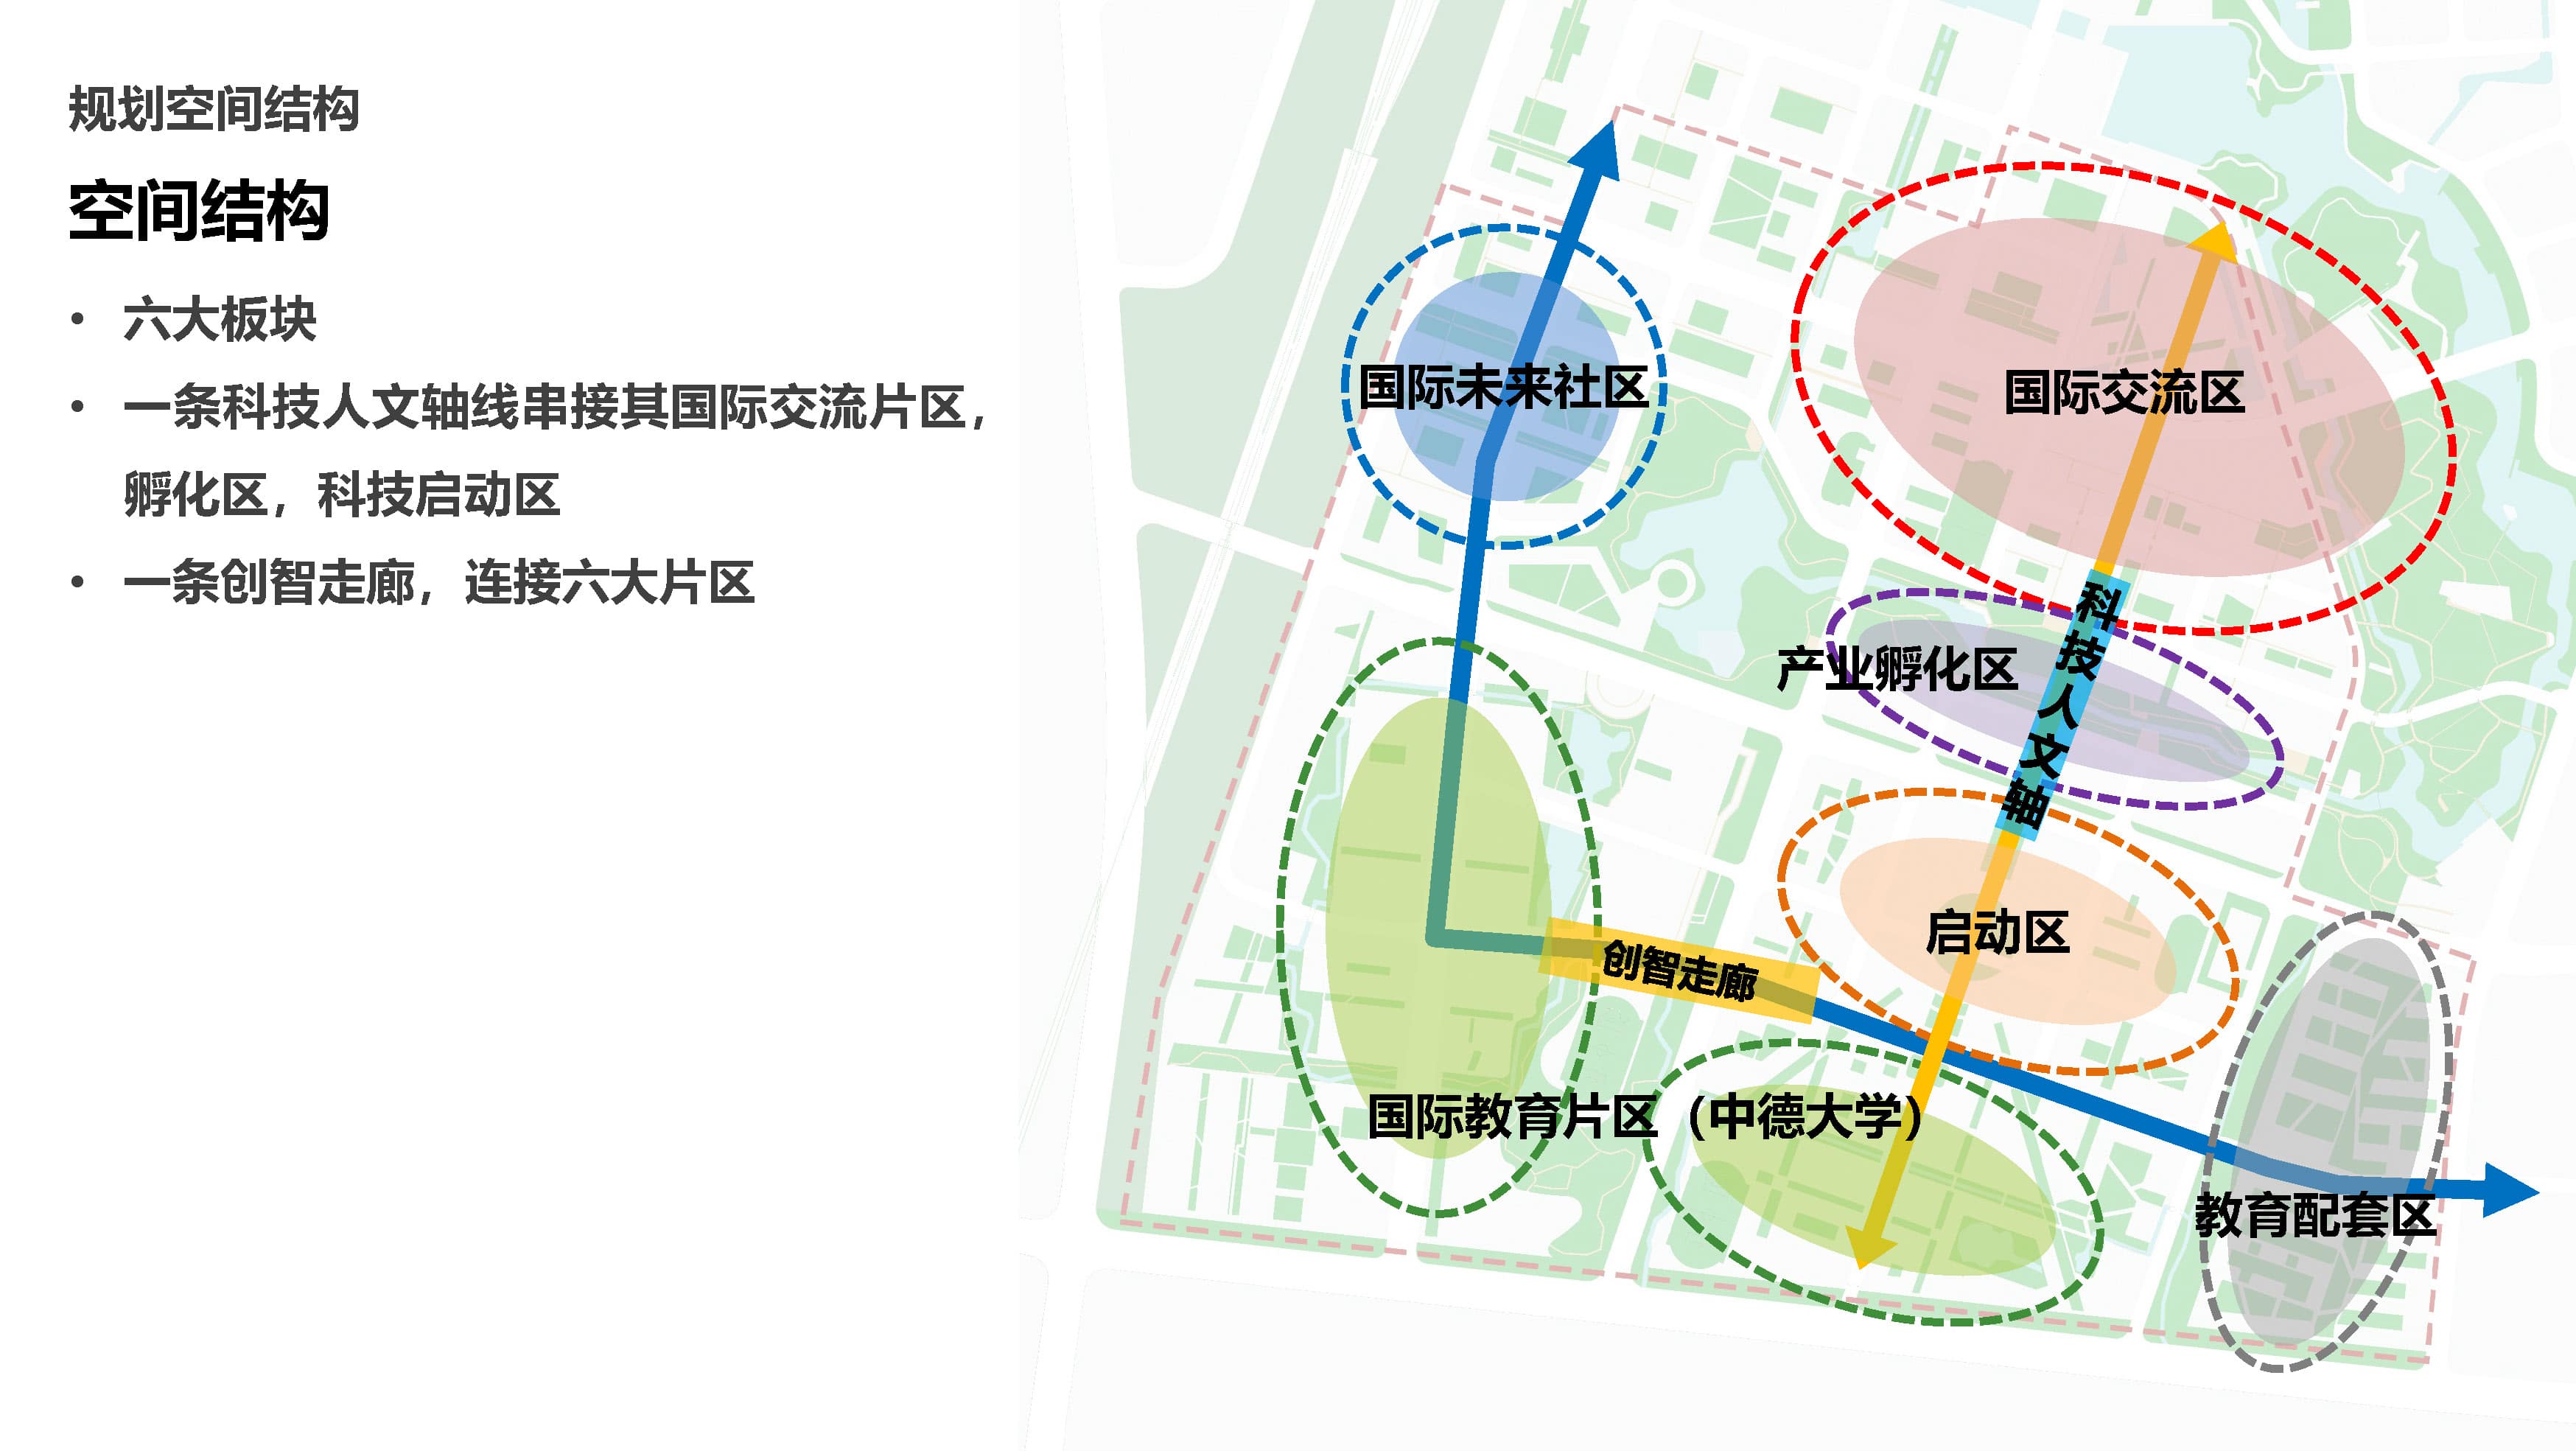 规划空间结构
空间结构
• 六大板块
• 一条科技人文轴线串接其国际交流片区，
孵化区，科技启动区
• 一条创智走廊，连接六大片区
国际未来社区
国际交流区
产业孵化区
科技人文轴
启动区
创智走廊
国际教育片区（中德大学）
教育配套区